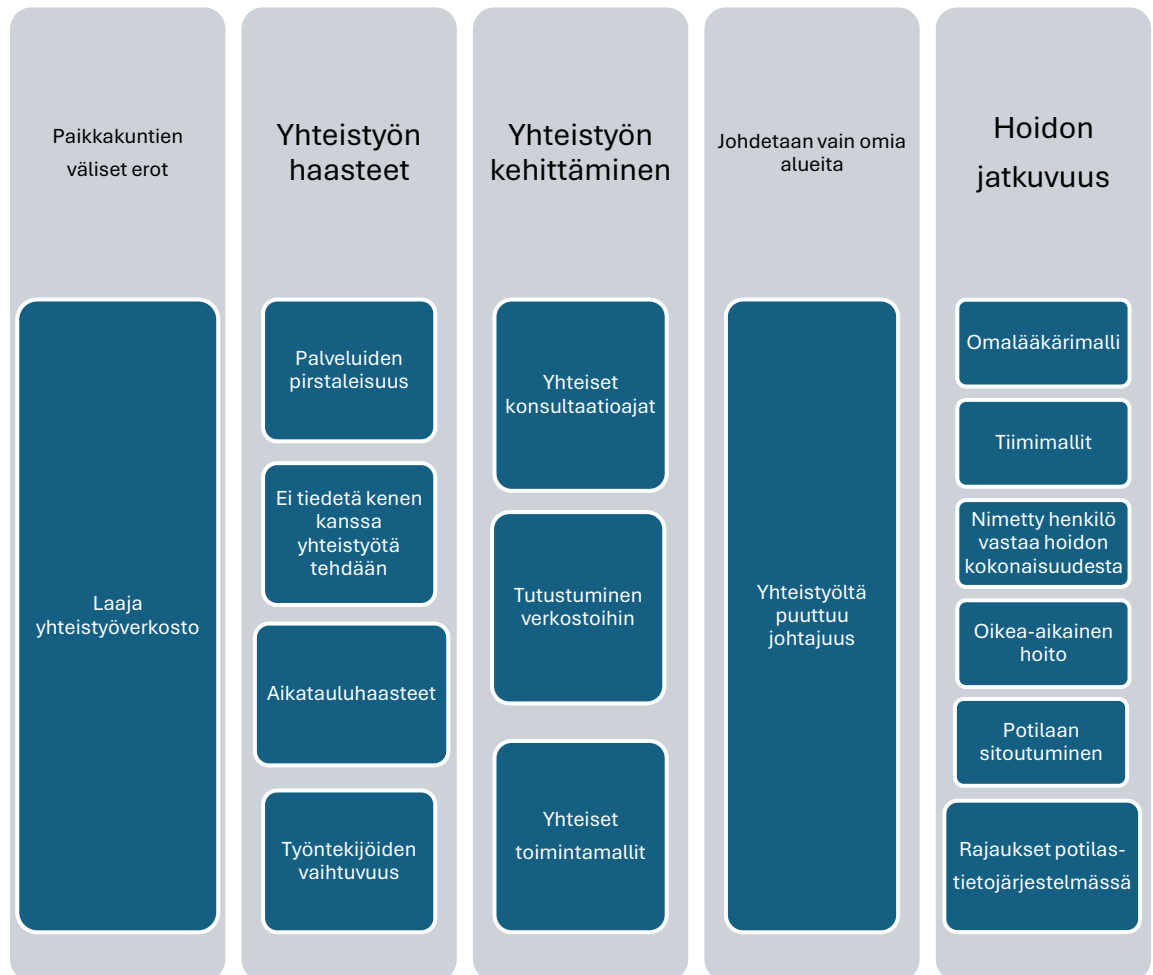 Paikkakuntien
väliset erot
Laaja
yhteistyöverkosto
Yhteistyön
haasteet
Palveluiden
pirstaleisuus
Ei tiedetä kenen
kanssa
yhteistyötä
tehdään
Aikatauluhaasteet
Työntekijöiden
vaihtuvuus
Yhteistyön
kehittäminen
Yhteiset
konsultaatioajat
Tutustuminen
verkostoihin
Yhteiset
toimintamallit
Johdetaan vain omia
alueita
Yhteistyöltä
puuttuu
johtajuus
Hoidon
jatkuvuus
Omalääkärimalli
Tiimimallit
Nimetty henkilö
vastaa hoidon
kokonaisuudesta
Oikea-aikainen
hoito
Potilaan
sitoutuminen
Rajaukset potilas-
tietojärjestelmässä